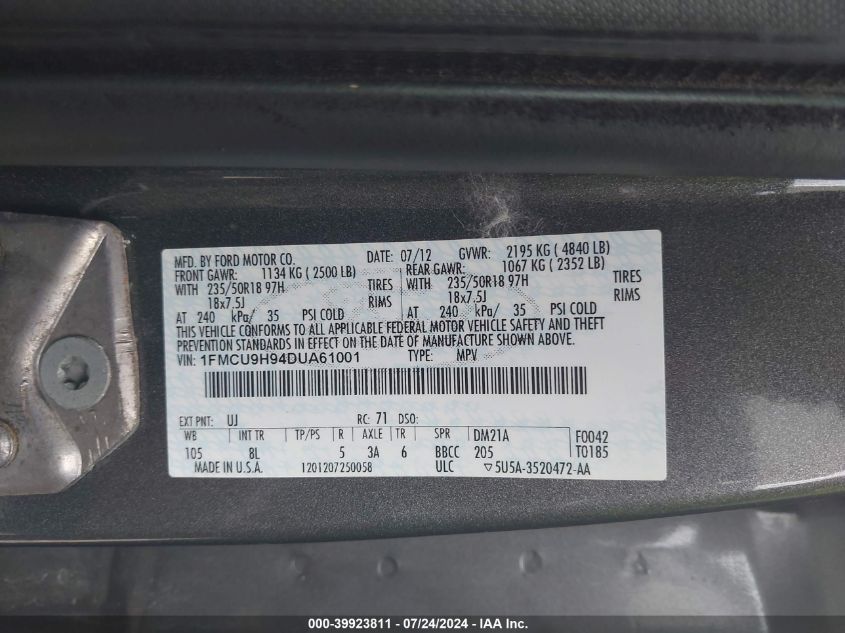 MFD. BY FORD MOTOR CO. DATE: 07/12 GVWR: 2195 KG ( 4840 LB)
FRONT GAWR: 1134 KG ( 2500 LB) REAR GAWR: 1067 KG ( 2352 LB)
WITH 235/50R18 97H TIRES WITH 235/50R18 97H TIRES
18x7.5J RIMS 18x7.5J RIMS
AT 240 kPa/ 35 PSI COLD AT 240 kPa/ 35 PSI COLD
THIS VEHICLE CONFORMS TO ALL APPLICABLE FEDERAL MOTOR VEHICLE SAFETY AND THEFT
PREVENTION STANDARDS IN EFFECT ON THE DATE OF MANUFACTURE SHOWN ABOVE.
VIN: 1FMCU9H94DUA61001 TYPE: MPV
EXT PNT: UJ RC: 71 DSO:
WB INT TR TP/PS R AXLE TR SPR DM21A F0042
105 8L 5 3A 6 BBCC 205 T0185
MADE IN U.S.A. 1201207250058 ULC ▽5U5A-3520472-AA
000-39923811 - 07/24/2024 - IAA Inc.